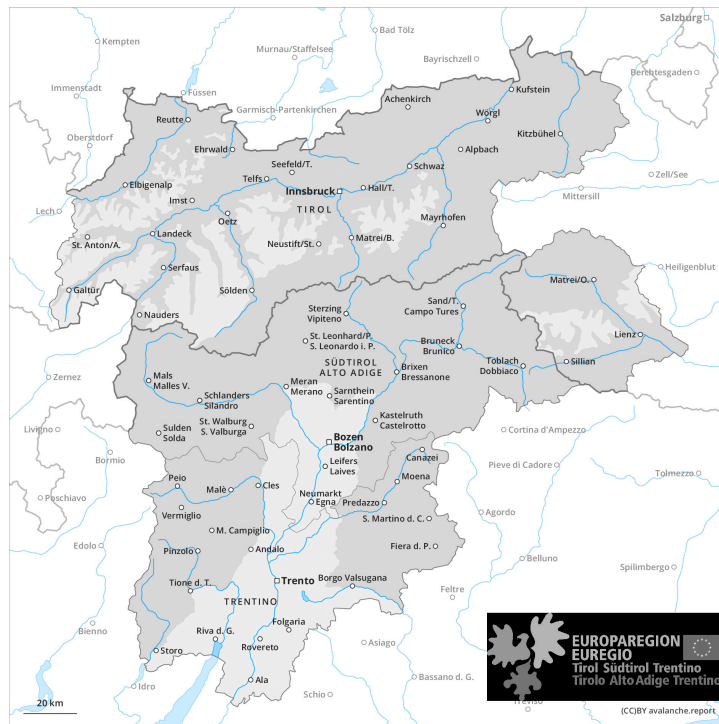 Salzburg
Kempten
Bad Tölz
Murnau/Staffelsee
Bayrischzell
Berchtesgaden
Immenstadt
Füssen
Garmisch-Partenkirchen
Achenkirch
Kufstein
Reutte
Wörgl
Kitzbühel
Oberstdorf
Ehrwald
Seefeld/T.
Schwaz
Alpbach
Telfs
Zell/See
Elbigenalp
Innsbruck
Hall/T.
Mittersill
Imst
TIROL
Lech
Oetz
Mayrhofen
St. Anton/A.
Landeck
Neustift/St.
Matrei/B.
Serfaus
Heiligenblut
Galtür
Sölden
Matrei/O.
Nauders
Sterzing
Vipiteno
Sand/T.
Campo Tures
Lienz
St. Leonhard/P.
S. Leonardo i. P.
Bruneck
Brunico
Toblach
Dobbiaco
Sillian
SÜDTIROL
ALTO ADIGE
Brixen
Bressanone
Zernez
Mals
Malles V.
Meran
Merano
Sarnthein
Sarentino
Schlanders
Silandro
Kastelruth
Castelrotto
St. Walburg
S. Valburga
Sulden
Solda
Livigno
Bozen
Bolzano
Cortina d'Ampezzo
Bormio
Canazei
Leifers
Laives
Pieve di Cadore
Tolmezzo
Peio
Malè
Cles
Moena
Poschiavo
Neumarkt
Egna
Predazzo
Vermiglio
S. Martino d. C.
Agordo
M. Campiglio
Edolo
Pinzolo
Andalo
Fiera d. P.
Belluno
Spilimbergo
Tione d. T.
Trento
Borgo Valsugana
Feltre
TRENTINO
Bienno
Riva d. G.
Folgaria
Rovereto
Asiago
Storo
Ala
Idro
Schio
Bassano d. G.
Treviso
EUROPAREGION
EUREGIO
Tirol Südtirol Trentino
Tirolo Alto Adige Trentino
20 km
(CC)BY avalanche.report